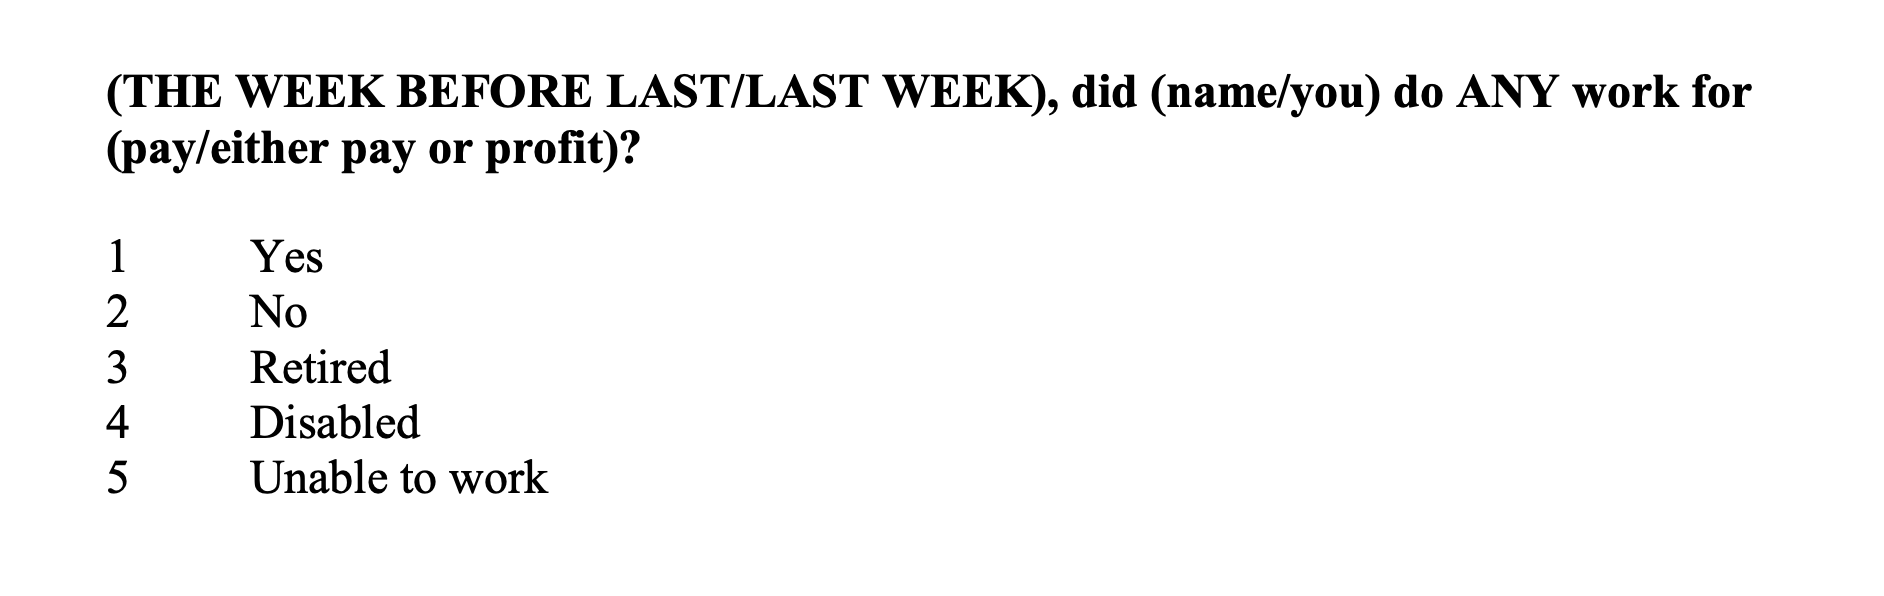 (THE WEEK BEFORE LAST/LAST WEEK), did (name/you) do ANY work for
(pay/either pay or profit)?
1 Yes
2 No
3 Retired
4 Disabled
5 Unable to work